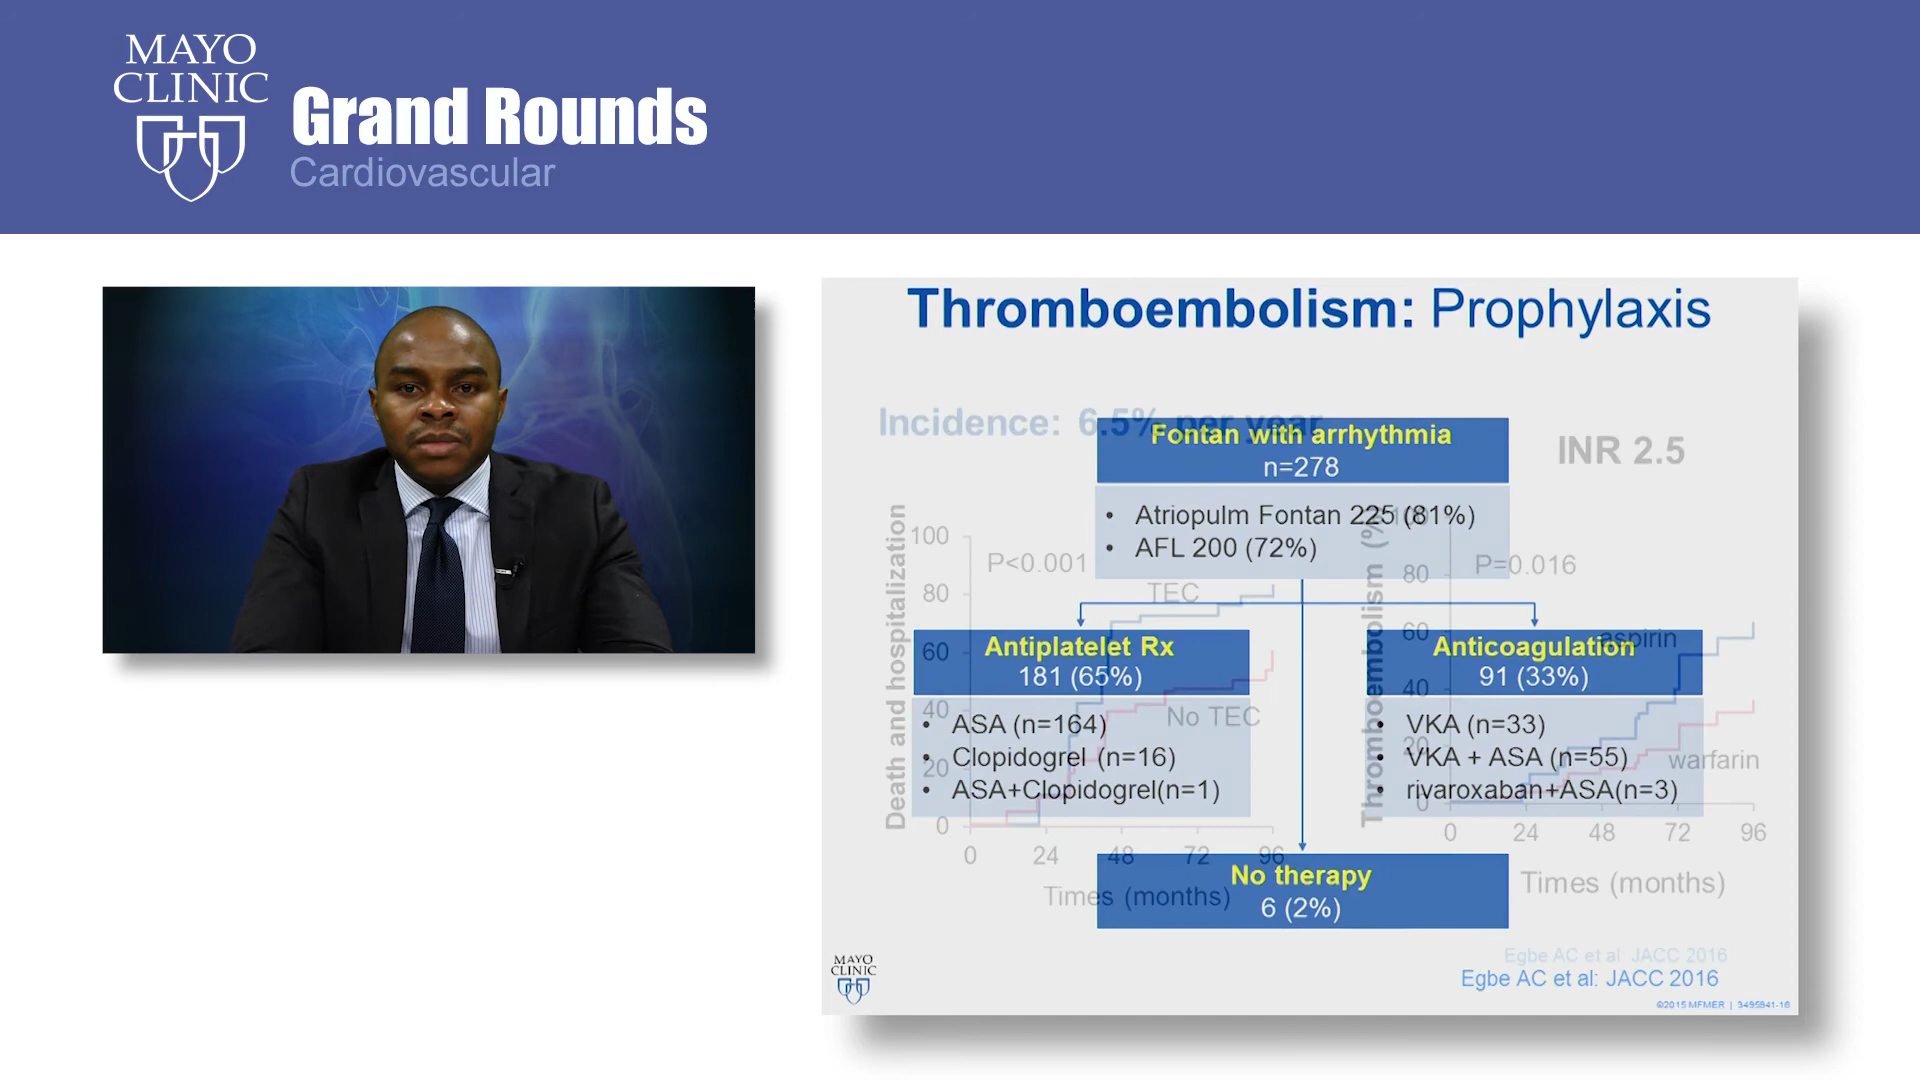 MAYO
CLINIC
Grand Rounds
Cardiovascular
Thromboembolism: Prophylaxis
Incidence: 6.5% per year
INR 2.5
Fontan with arrhythmia
n=278
• Atriopulm Fontan 225 (81%)
• AFL 200 (72%)
Antiplatelet Rx
181 (65%)
• ASA (n=164)
• Clopidogrel (n=16)
• ASA+Clopidogrel(n=1)
Anticoagulation
91 (33%)
• VKA (n=33)
• VKA + ASA (n=55)
• rivaroxaban+ASA(n=3)
No therapy
6 (2%)
Death and hospitalization
100
80
60
40
20
0
P<0.001
TEC
No TEC
0 24 48 72 96
Times (months)
Thromboembolism (%)
100
80
60
40
20
0
P=0.016
aspirin
warfarin
0 24 48 72 96
Times (months)
Egbe AC et al: JACC 2016
Egbe AC et al: JACC 2016
MAYO
CLINIC
©2015 MFMER | 3495941-16